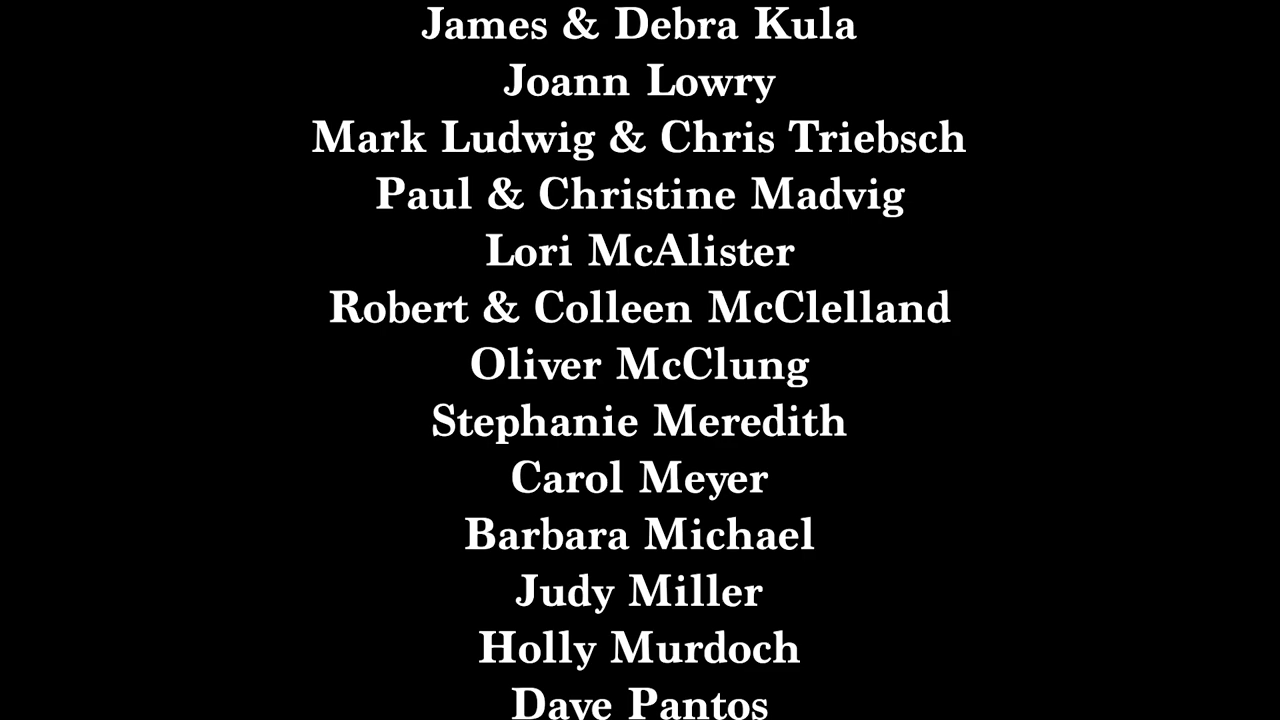 James & Debra Kula
Joann Lowry
Mark Ludwig & Chris Triebsch
Paul & Christine Madvig
Lori McAlister
Robert & Colleen McClelland
Oliver McClung
Stephanie Meredith
Carol Meyer
Barbara Michael
Judy Miller
Holly Murdoch
Dave Pantos